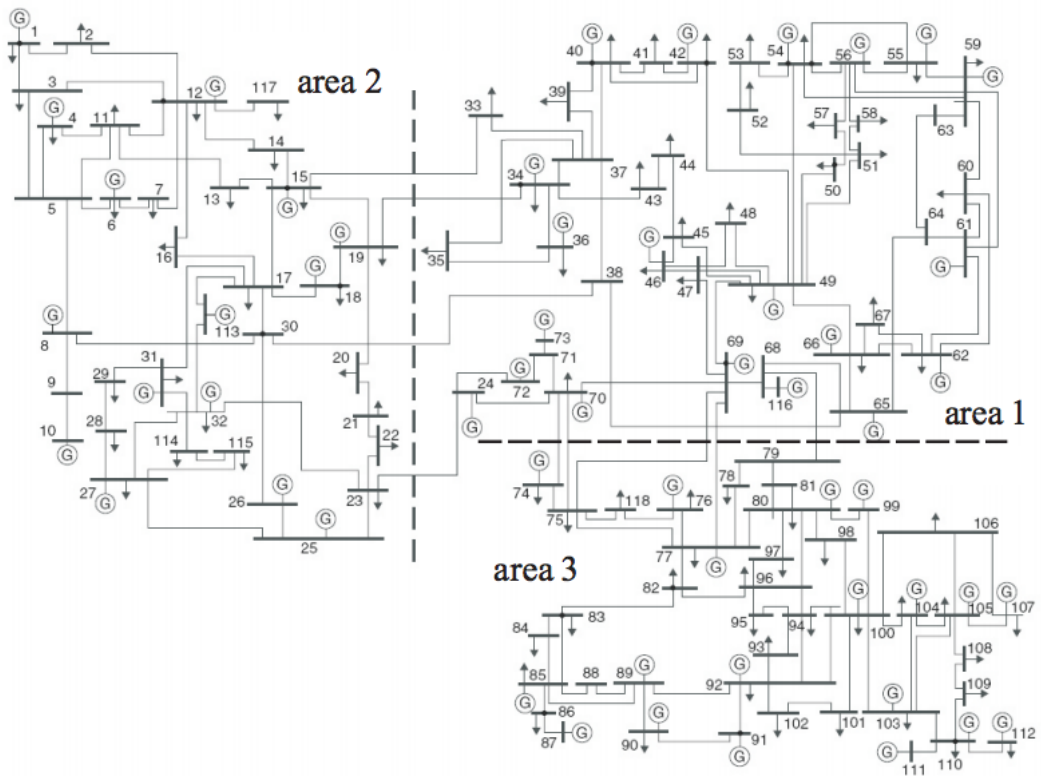 G G G G G G
1 2 40 41 42 53 54 56 55 59
3 12 G 117 area 2 G
G 4 11 G 39 33 57 58 63
14 52 51
44 50
G 13 15 G 34 37 60
5 6 7 G 43 64 61
48
16 G 19 35 G 36 45 G
17 G 46 47 49
18 38 G
G 113 G 30 67
8 G 69 68 66 G 62
31 73 G G
29 20 71 G
9 G 24 G 72 70 116 G
28 32 21 G G 65 area 1
10 G 114 115 22 G
79
27 G 26 G 23 G 74 78 81
118 G 76 80 G G 99
G 75 98
25 77 97 106
G
area 3 82 96
G G G G
83 95 94 100 104 105 107
84 93 108
85 88 89 G G 92 109
G 86 G 102 101 G 103 G G
87 G 90 91 112
G G 111 110